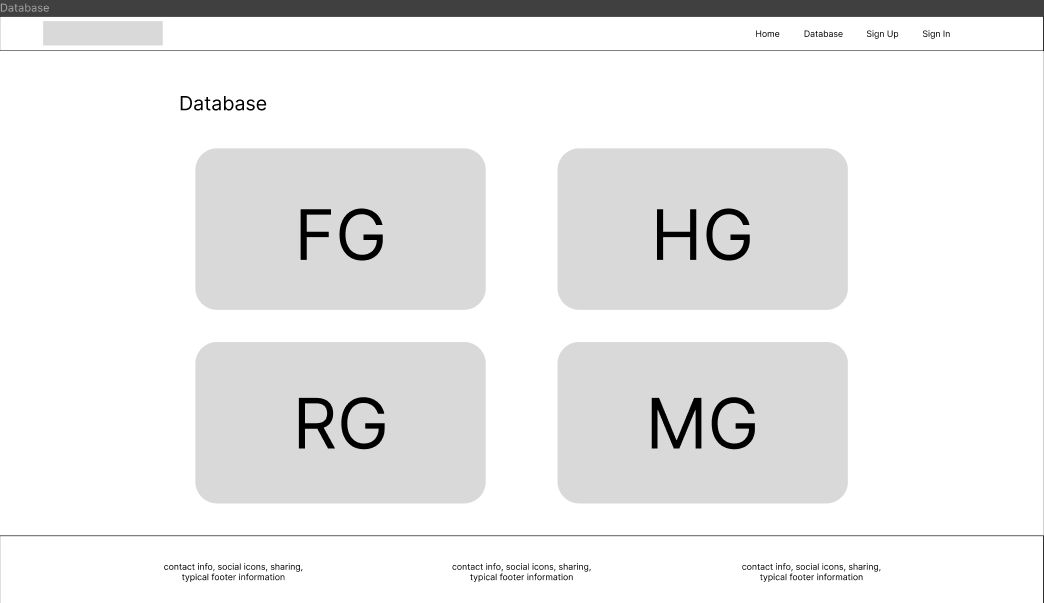 Database
Home Database Sign Up Sign In
Database
FG HG
RG MG
contact info, social icons, sharing,
typical footer information
contact info, social icons, sharing,
typical footer information
contact info, social icons, sharing,
typical footer information